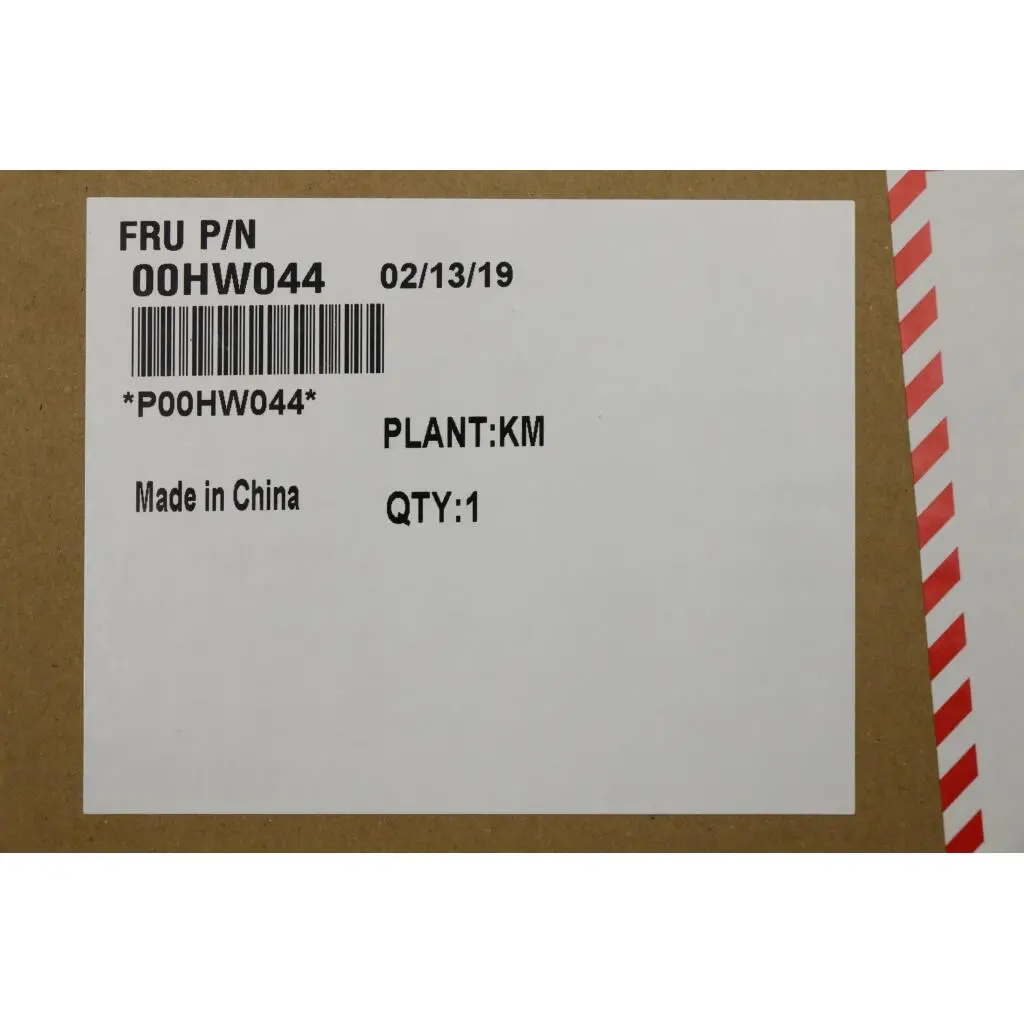 FRU P/N
00HW044 02/13/19
*P00HW044*
PLANT:KM
Made in China QTY:1